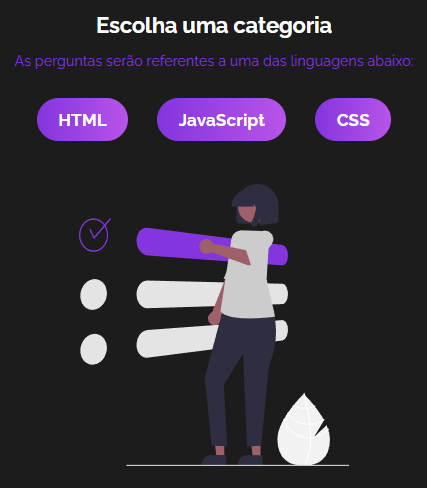 Escolha uma categoria
As perguntas serão referentes a uma das linguagens abaixo:
HTML
JavaScript
CSS